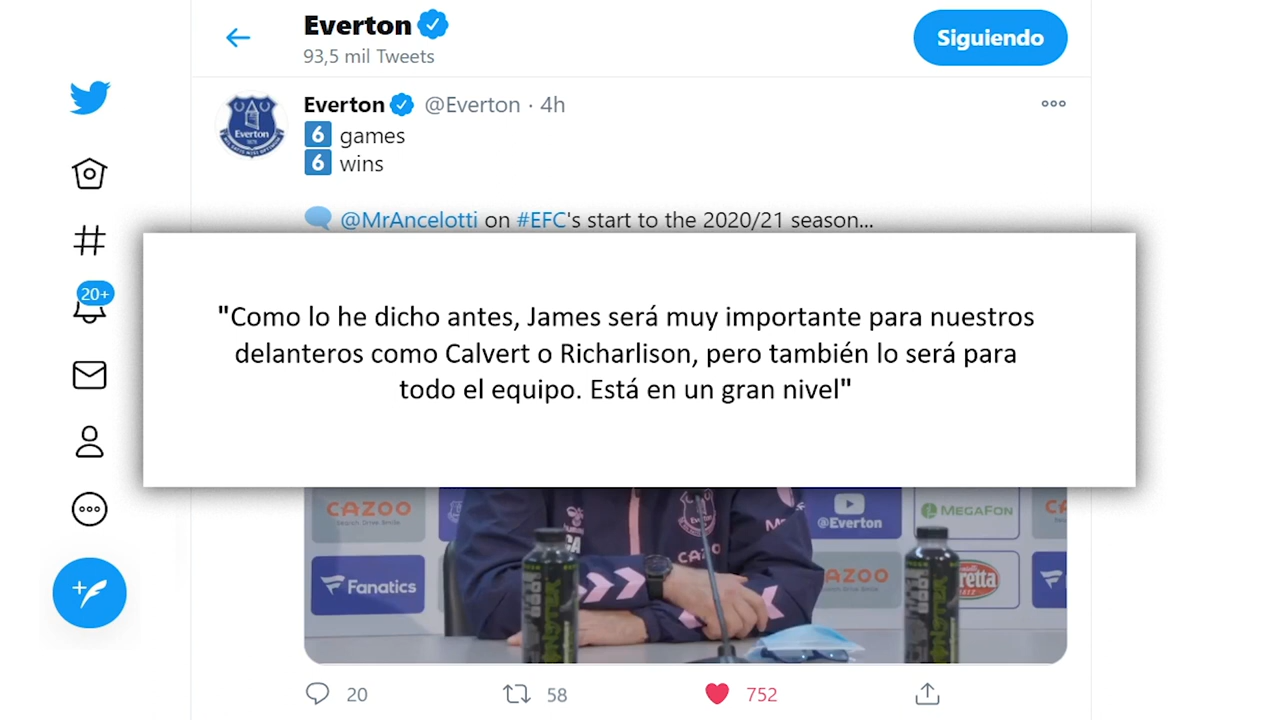 Everton
93,5 mil Tweets
Siguiendo
Everton @Everton · 4h
6 games
6 wins
@MrAncelotti on #EFC's start to the 2020/21 season...
20+
"Como lo he dicho antes, James será muy importante para nuestros
delanteros como Calvert o Richarlison, pero también lo será para
todo el equipo. Está en un gran nivel"
CAZOO
@Everton
MEGAFON
CAZOO
Fanatics
20
58
752